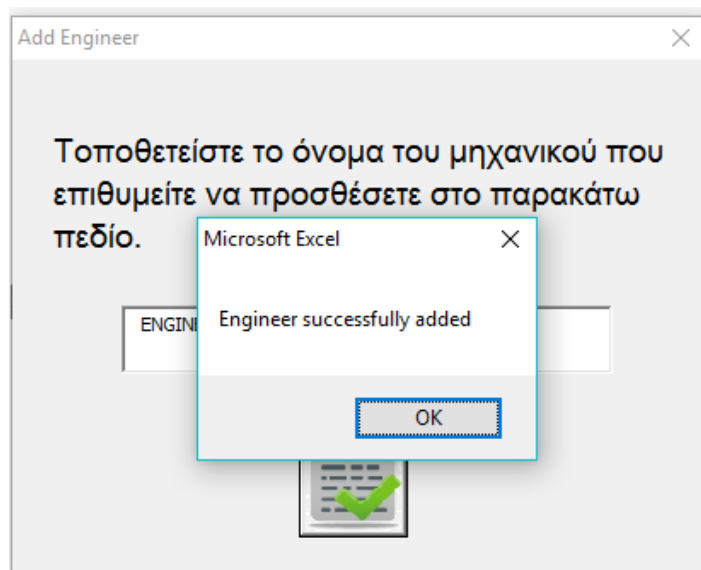 Add Engineer
Τοποθετείστε το όνομα του μηχανικού που
επιθυμείτε να προσθέσετε στο παρακάτω
πεδίο.
Microsoft Excel
Engineer successfully added
OK